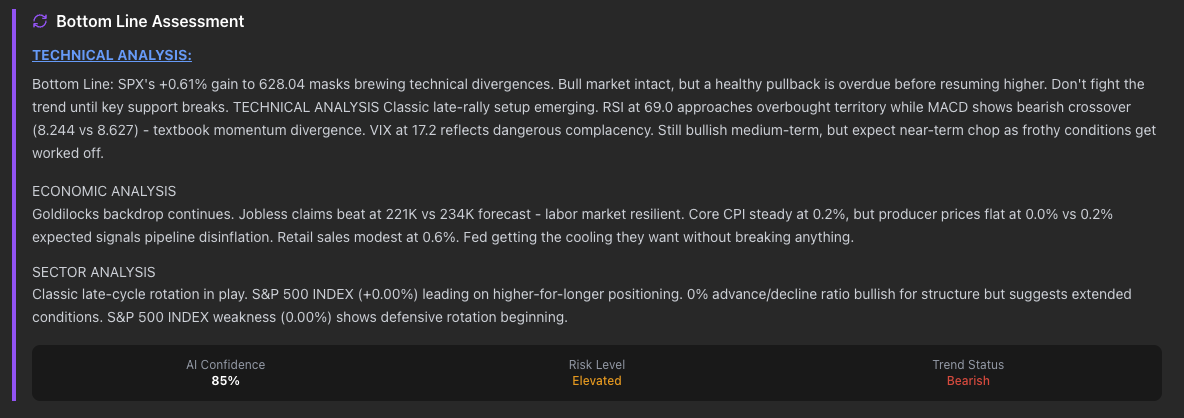 Bottom Line Assessment
TECHNICAL ANALYSIS:
Bottom Line: SPX's +0.61% gain to 628.04 masks brewing technical divergences. Bull market intact, but a healthy pullback is overdue before resuming higher. Don't fight the
trend until key support breaks. TECHNICAL ANALYSIS Classic late-rally setup emerging. RSI at 69.0 approaches overbought territory while MACD shows bearish crossover
(8.244 vs 8.627) - textbook momentum divergence. VIX at 17.2 reflects dangerous complacency. Still bullish medium-term, but expect near-term chop as frothy conditions get
worked off.
ECONOMIC ANALYSIS
Goldilocks backdrop continues. Jobless claims beat at 221K vs 234K forecast - labor market resilient. Core CPI steady at 0.2%, but producer prices flat at 0.0% vs 0.2%
expected signals pipeline disinflation. Retail sales modest at 0.6%. Fed getting the cooling they want without breaking anything.
SECTOR ANALYSIS
Classic late-cycle rotation in play. S&P 500 INDEX (+0.00%) leading on higher-for-longer positioning. 0% advance/decline ratio bullish for structure but suggests extended
conditions. S&P 500 INDEX weakness (0.00%) shows defensive rotation beginning.
AI Confidence Risk Level Trend Status
85% Elevated Bearish